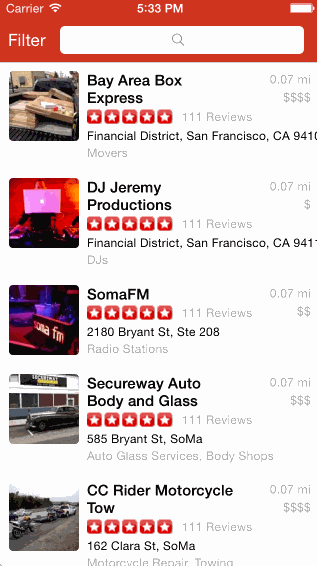 Carrier 5:33 PM
Filter
Bay Area Box 0.07 mi
Express $$$$
111 Reviews
Financial District, San Francisco, CA 9410
Movers
DJ Jeremy 0.07 mi
Productions $
111 Reviews
Financial District, San Francisco, CA 941
DJs
SomaFM 0.07 mi
$$
111 Reviews
2180 Bryant St, Ste 208
Radio Stations
soma fm
Secureway Auto 0.07 mi
Body and Glass $$$
111 Reviews
585 Bryant St, SoMa
Auto Glass Services, Body Shops
CC Rider Motorcycle 0.07 mi
Tow $$$$
111 Reviews
162 Clara St, SoMa
Motorcycle Repair, Towing